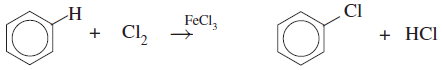 H + Cl₂ FeCl₃ → Cl + HCl